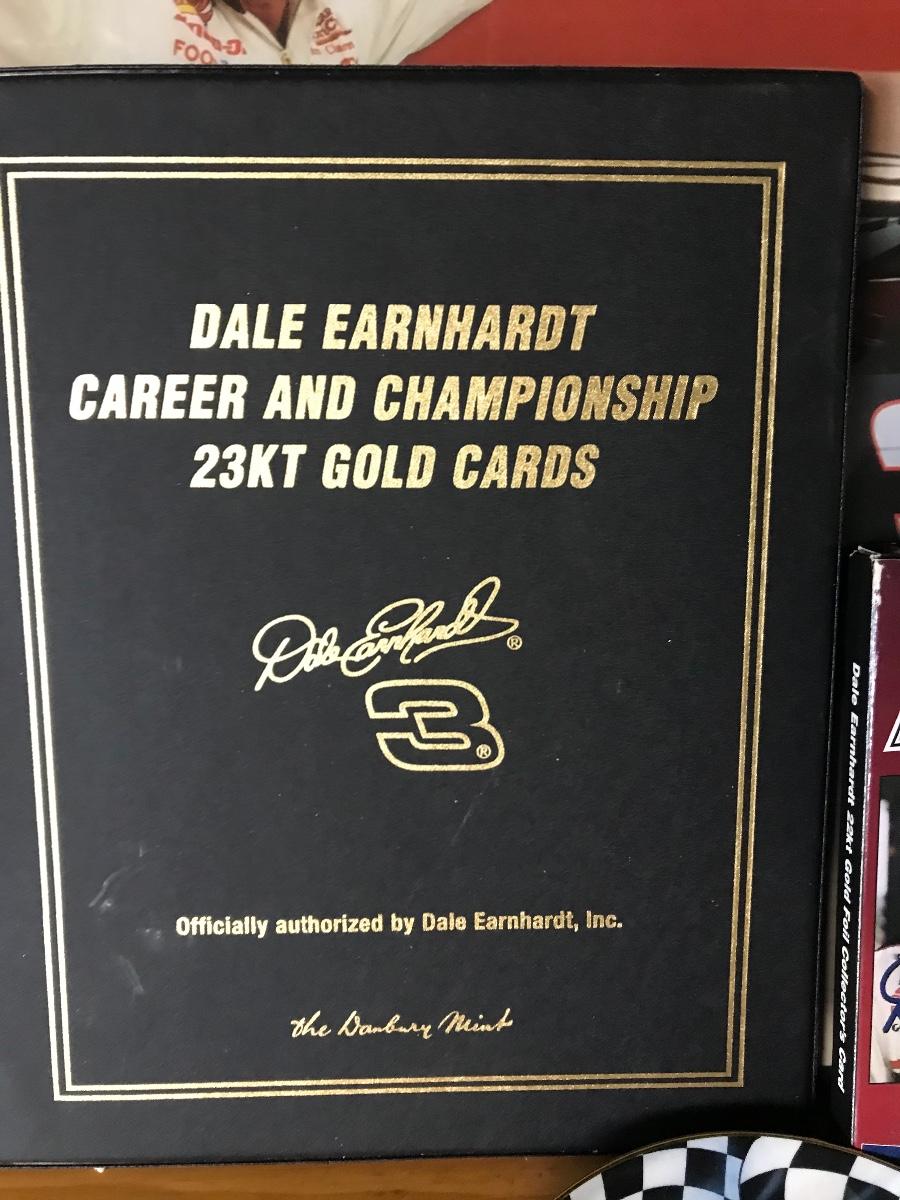 DALE EARNHARDT
CAREER AND CHAMPIONSHIP
23KT GOLD CARDS
Dale Earnhardt ®
3 ®
Officially authorized by Dale Earnhardt, Inc.
the Danbury Mint
Dale Earnhardt 22kt Gold Foil Collector's Card